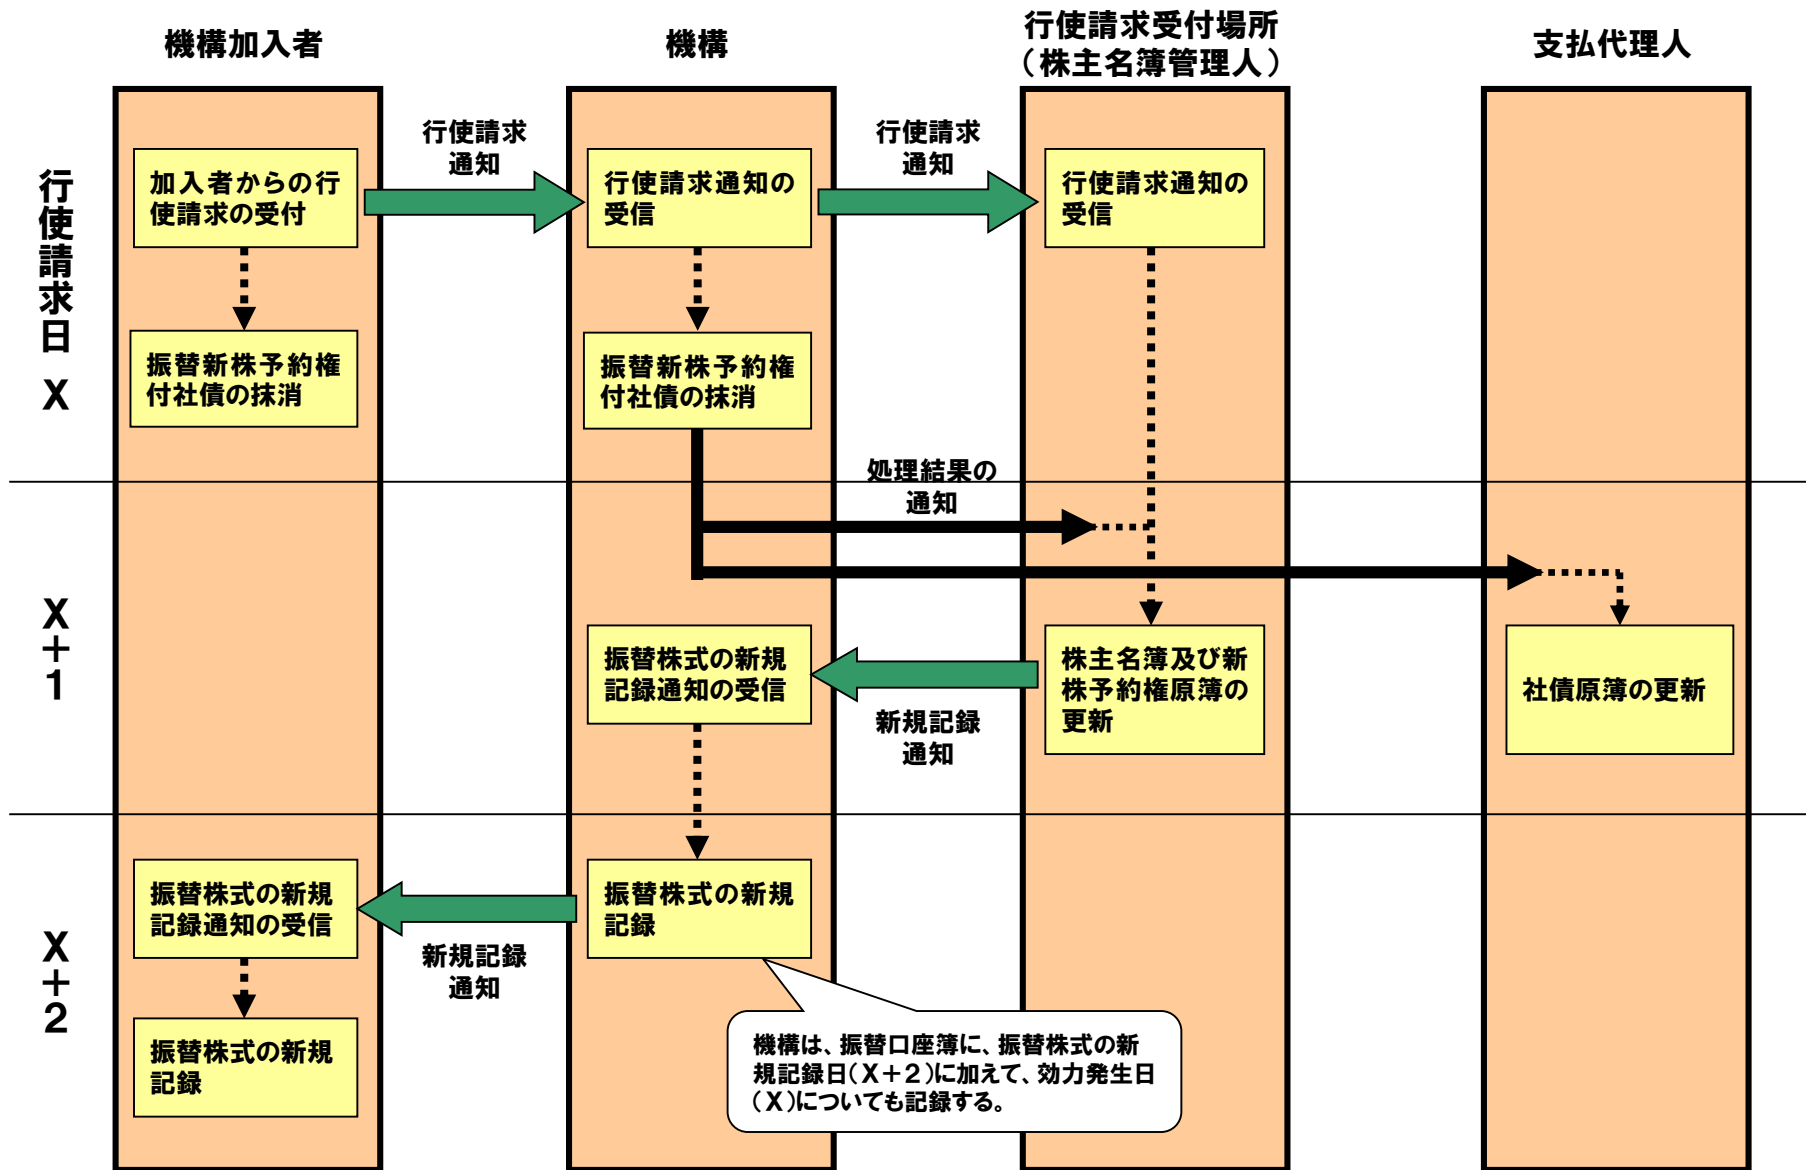 機構加入者
機構
行使請求受付場所
（株主名簿管理人）
支払代理人
行使請求日
X
行使請求
通知
行使請求
通知
加入者からの行
使請求の受付
行使請求通知の
受信
行使請求通知の
受信
振替新株予約権
付社債の抹消
振替新株予約権
付社債の抹消
処理結果の
通知
X+1
振替株式の新規
記録通知の受信
株主名簿及び新
株予約権原簿の
更新
社債原簿の更新
新規記録
通知
X+2
振替株式の新規
記録通知の受信
振替株式の新規
記録
新規記録
通知
振替株式の新規
記録
機構は、振替口座簿に、振替株式の新
規記録日（X＋2）に加えて、効力発生日
（X）についても記録する。